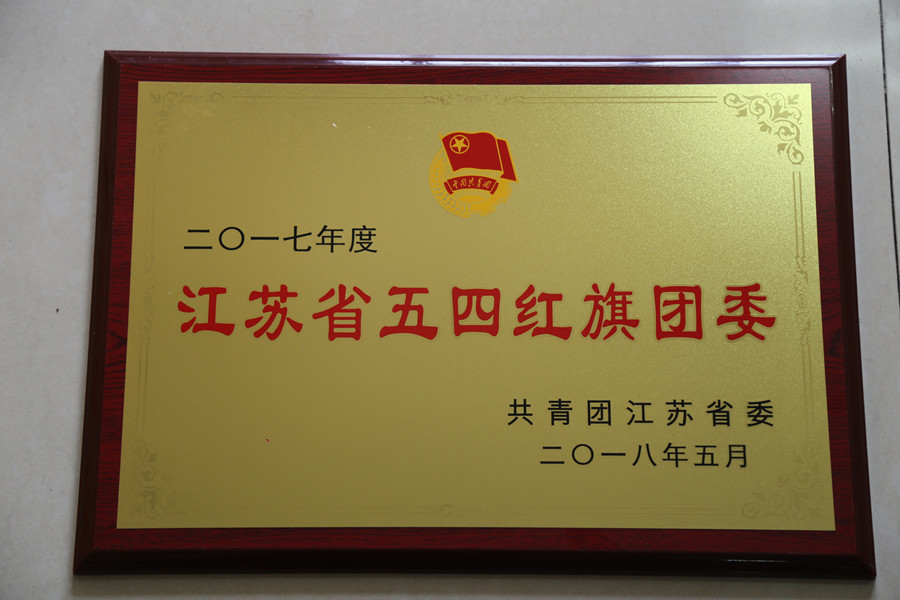 中国共青团
二〇一七年度
江苏省五四红旗团委
共青团江苏省委
二〇一八年五月